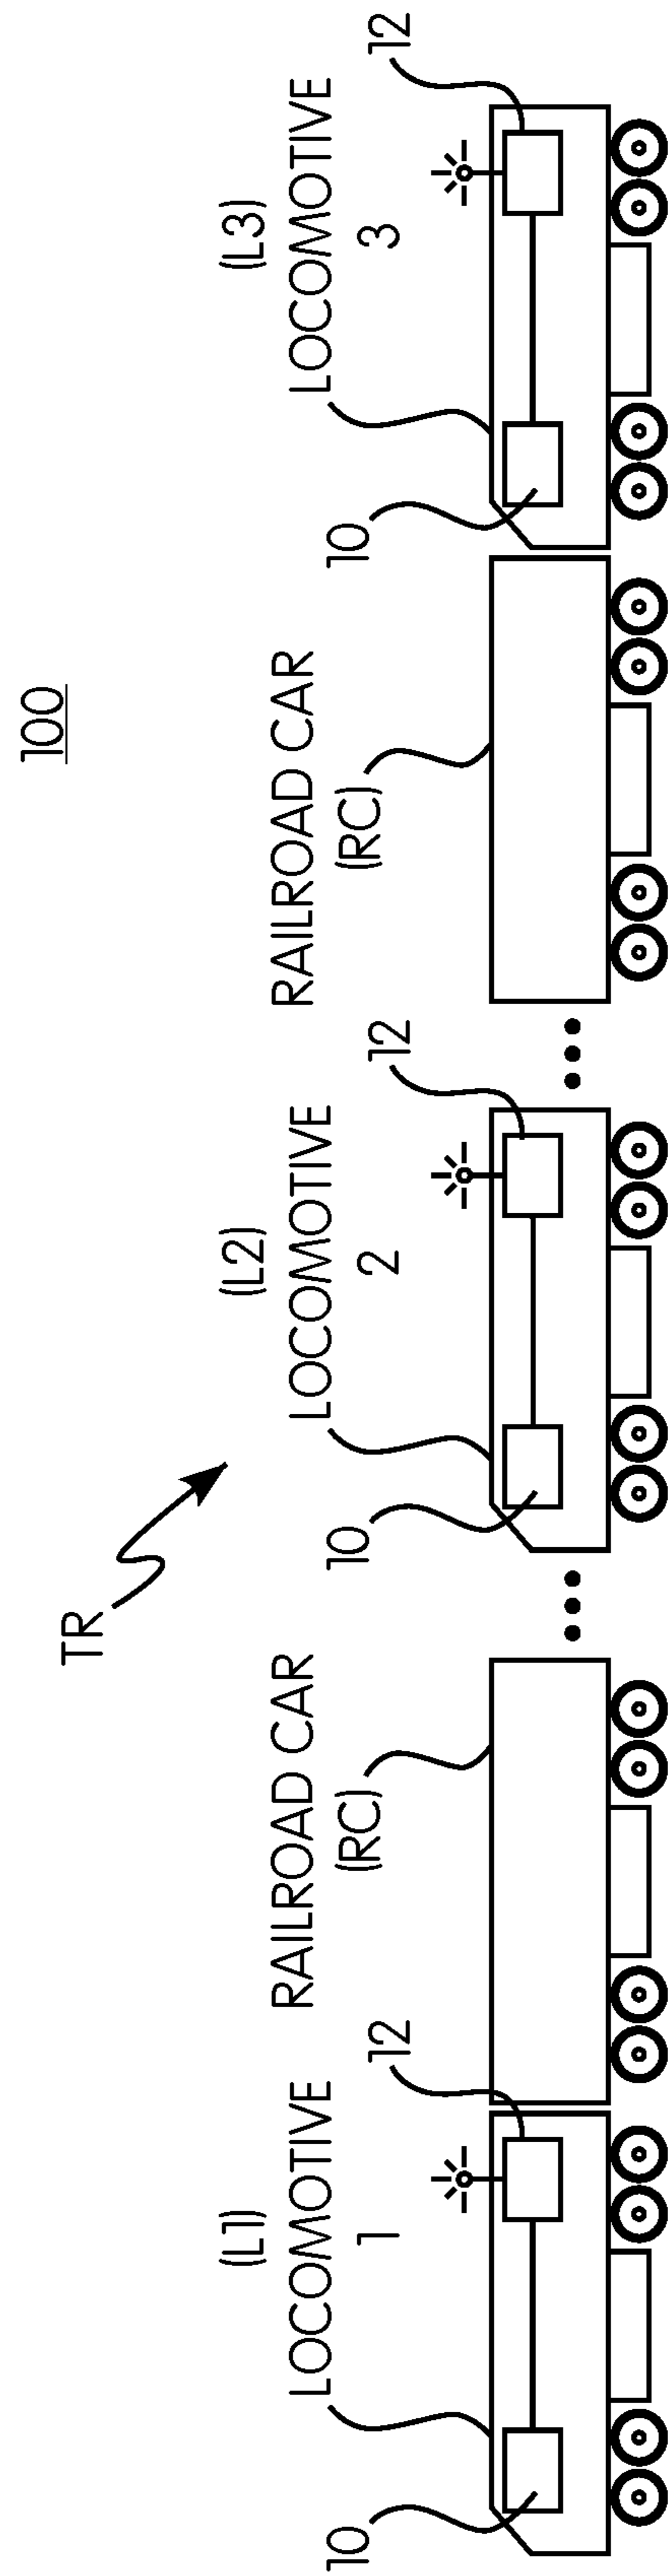 100
TR
(L1)
LOCOMOTIVE
1
10
12
RAILROAD CAR
(RC)
(L2)
LOCOMOTIVE
2
10
12
RAILROAD CAR
(RC)
(L3)
LOCOMOTIVE
3
10
12